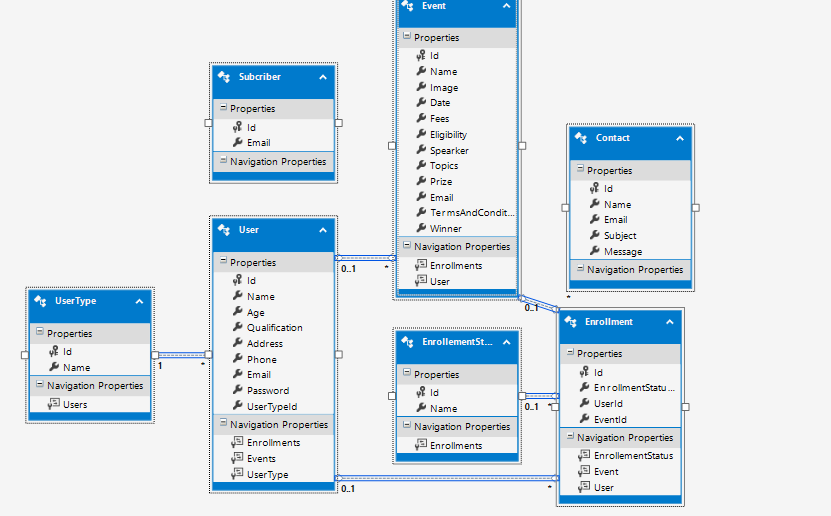 Event
Properties
Id
Name
Image
Date
Fees
Eligibility
Spearker
Topics
Prize
Email
TermsAndCondit...
Winner
Navigation Properties
Enrollments
User
Subcriber
Properties
Id
Email
Navigation Properties
Contact
Properties
Id
Name
Email
Subject
Message
Navigation Properties
User
Properties
Id
Name
Age
Qualification
Address
Phone
Email
Password
UserTypeId
Navigation Properties
Enrollments
Events
UserType
0..1
*
UserType
Properties
Id
Name
Navigation Properties
Users
1
*
EnrollementSt...
Properties
Id
Name
Navigation Properties
Enrollments
0..1
*
0..1
*
Enrollment
Properties
Id
EnrollmentStatu...
UserId
EventId
Navigation Properties
EnrollementStatus
Event
User
0..1
*